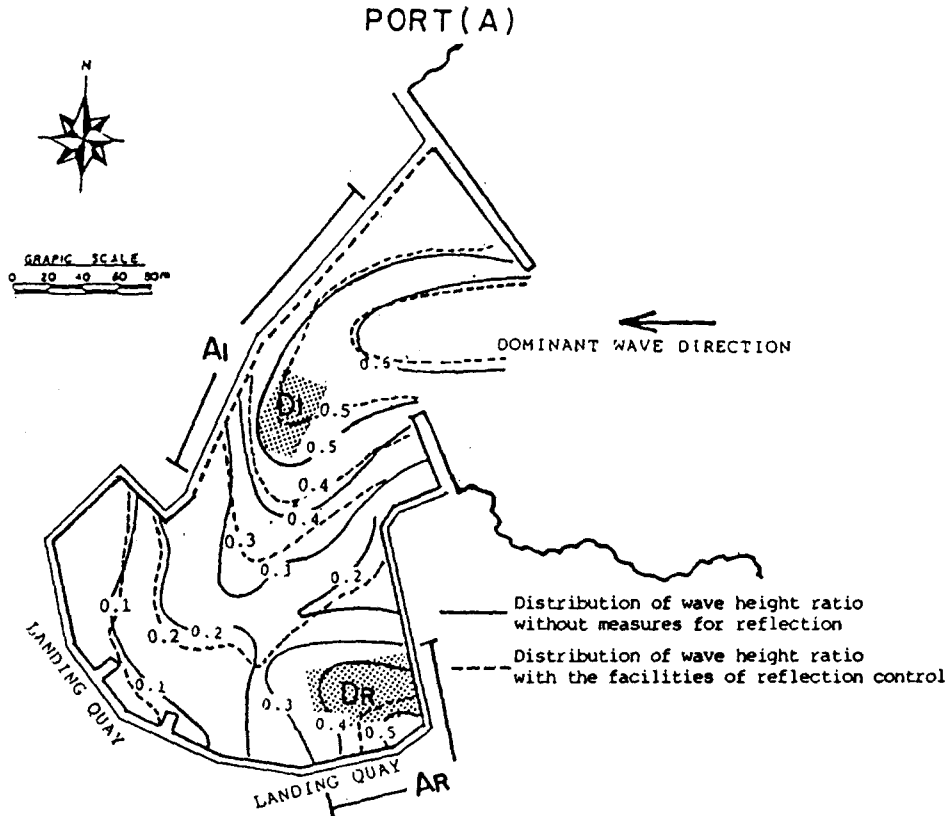 PORT(A)
N
GRAPIC SCALE
0 20 40 60 80m
AI
DOMINANT WAVE DIRECTION
0.6
DI
0.5
0.5
0.4
0.4
0.3
0.3
0.2
0.1
0.2
0.2
0.1
Distribution of wave height ratio
without measures for reflection
Distribution of wave height ratio
with the facilities of reflection control
LANDING QUAY
DR
0.3
0.4
0.5
LANDING QUAY
AR